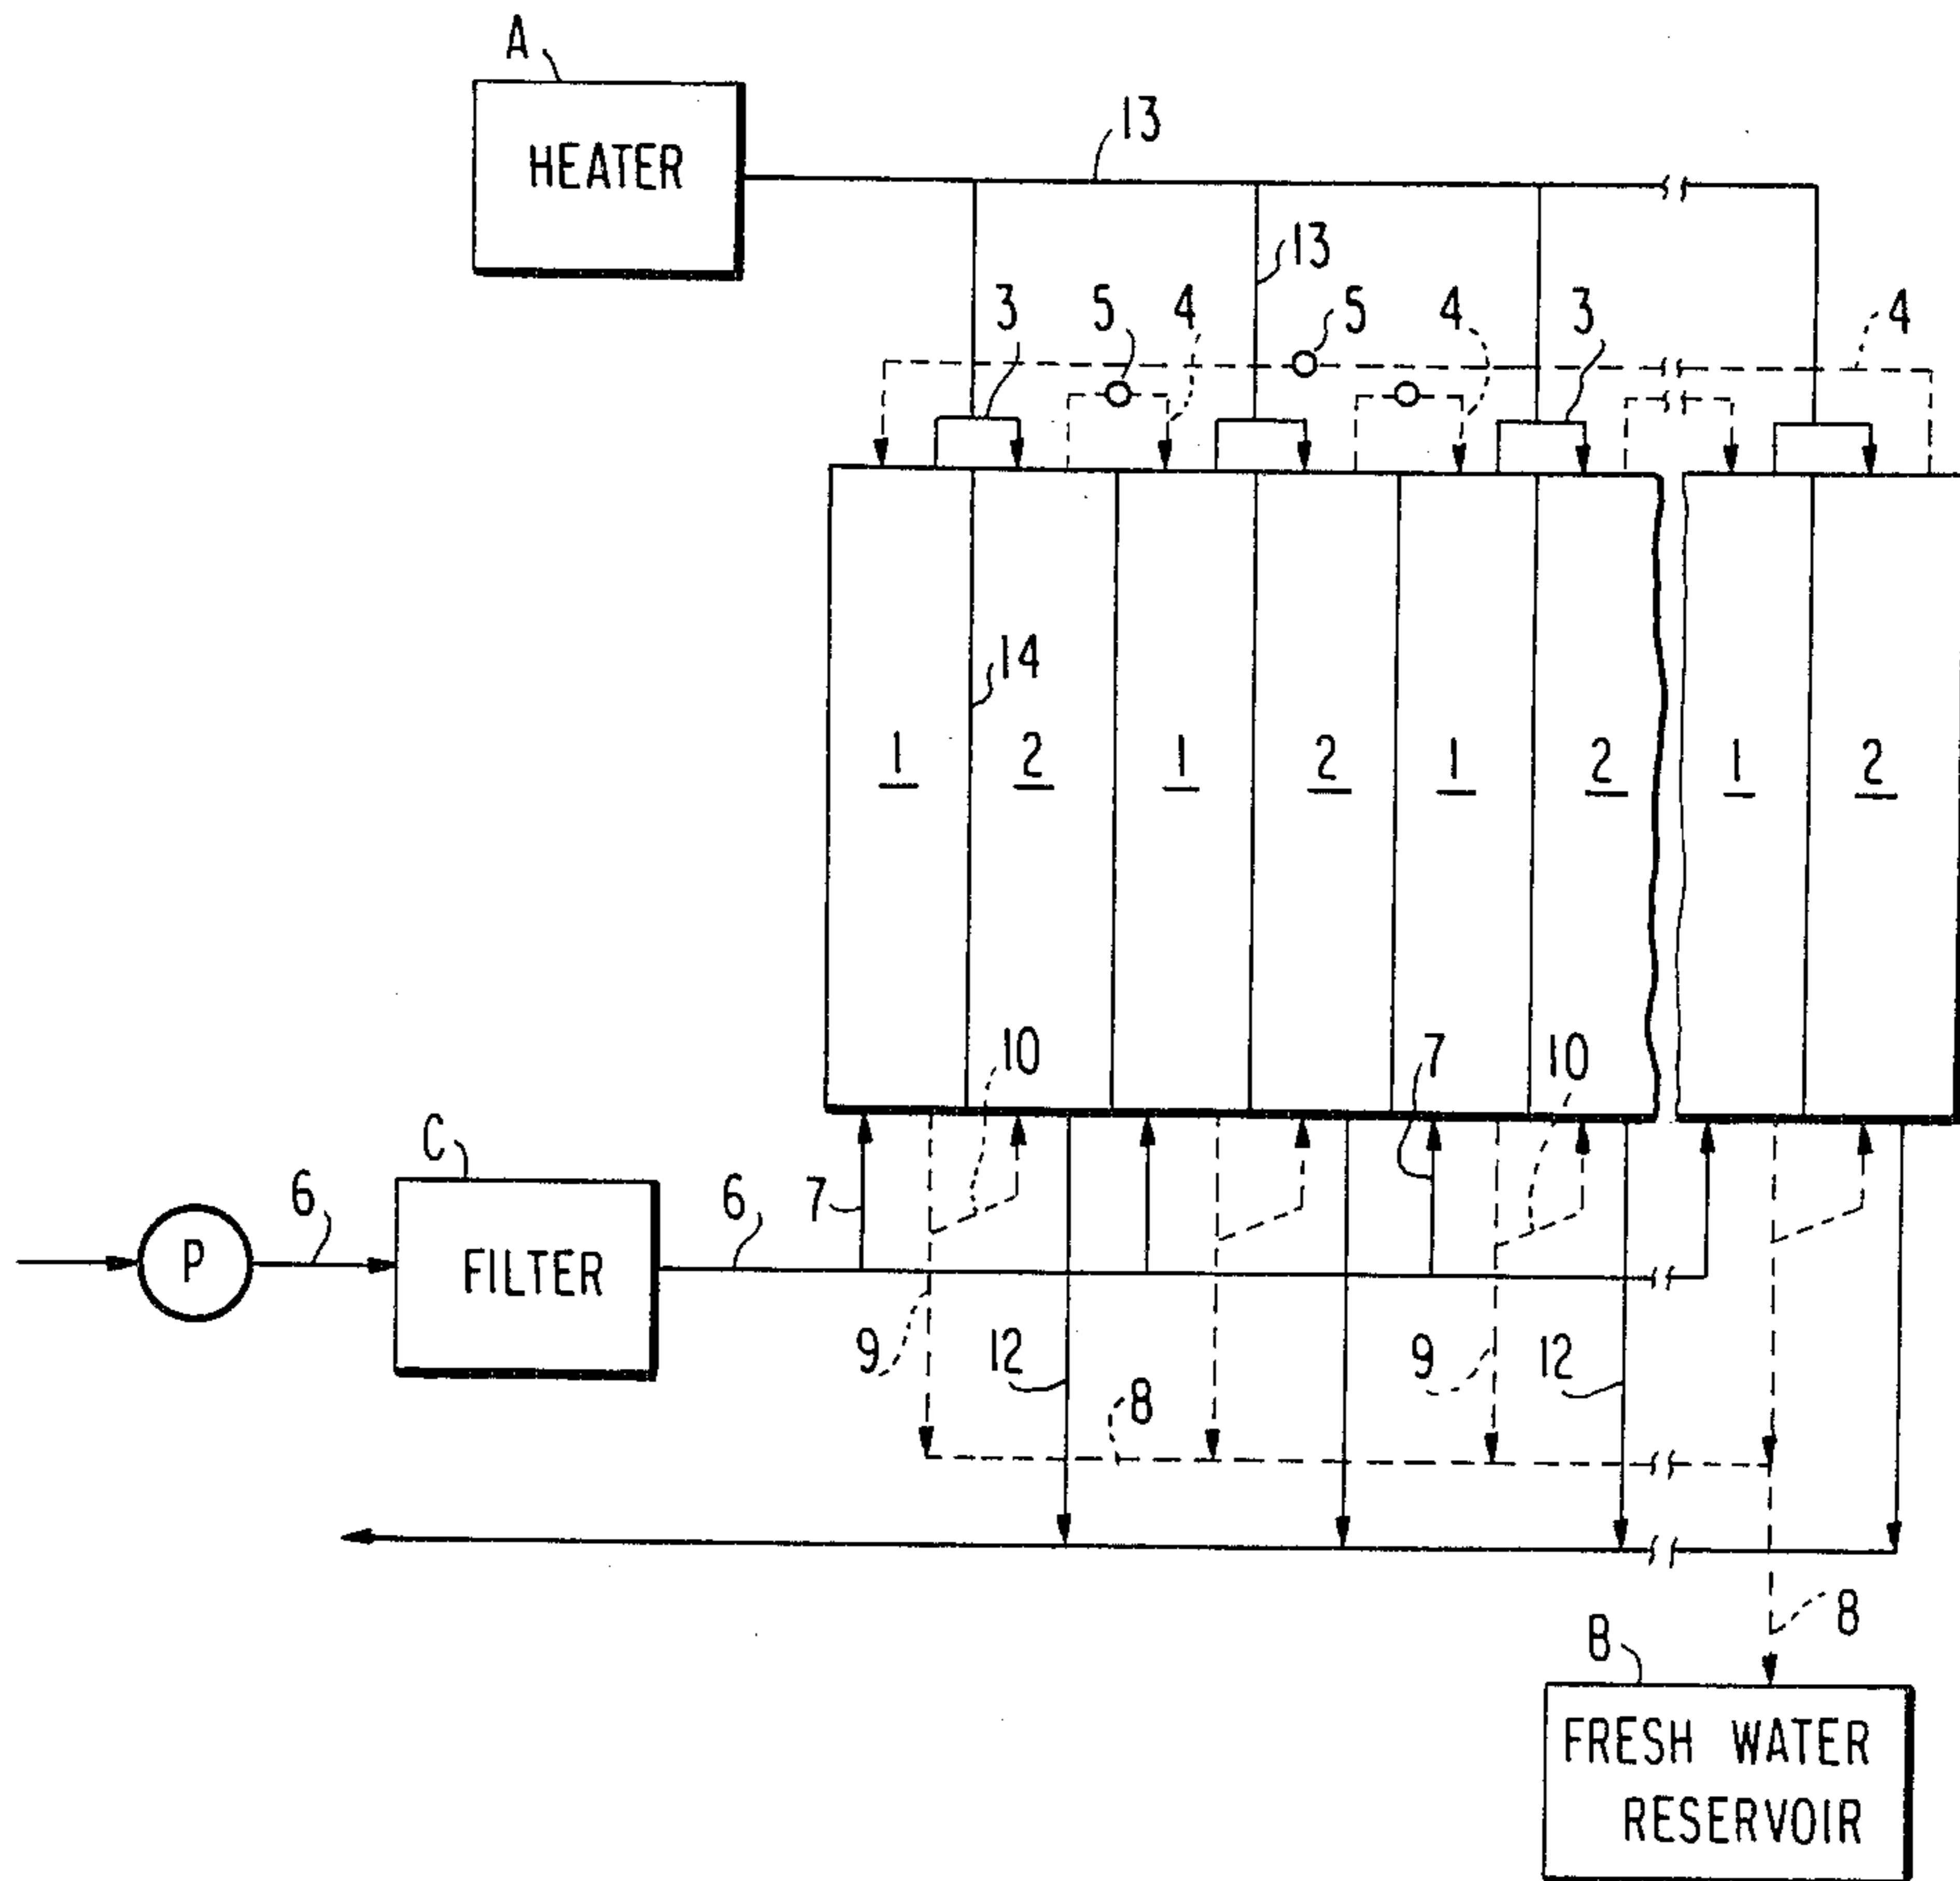 A
HEATER
13
13
3 5 4 5 4 3 4
14
1 2 1 2 1 2 1 2
10 7 10
C
P 6 FILTER 7 6
9 12 8 9 12
8
B
FRESH WATER
RESERVOIR